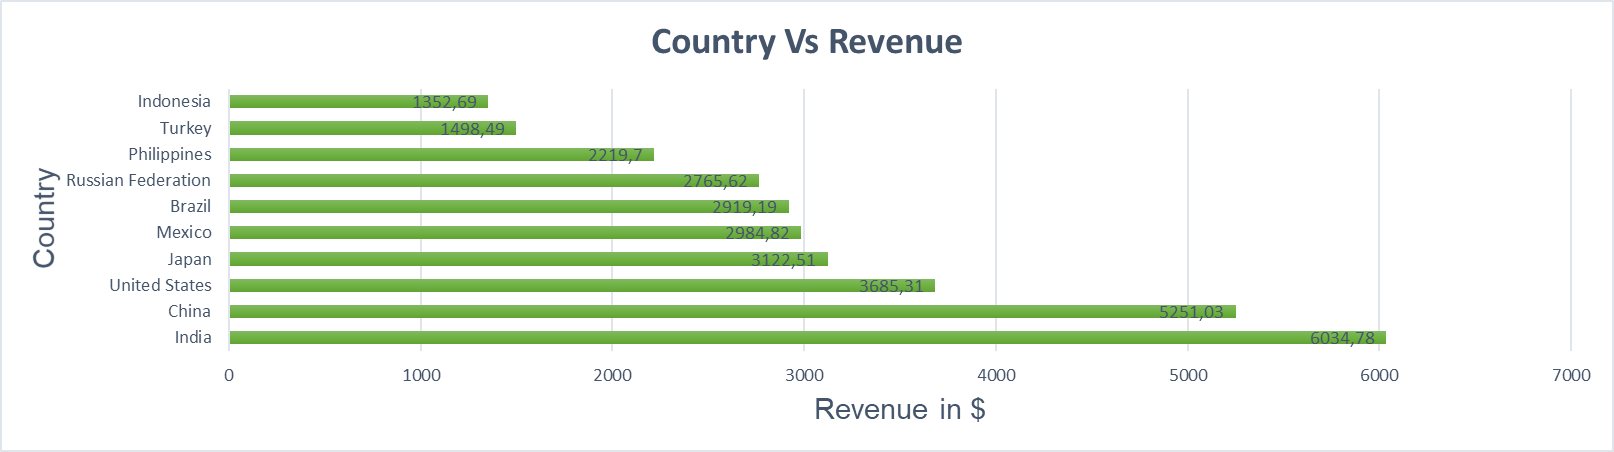 Country Vs Revenue
Country
Indonesia 1352,69
Turkey 1498,49
Philippines 2219,7
Russian Federation 2765,62
Brazil 2919,19
Mexico 2984,82
Japan 3122,51
United States 3685,31
China 5251,03
India 6034,78
0 1000 2000 3000 4000 5000 6000 7000
Revenue in $